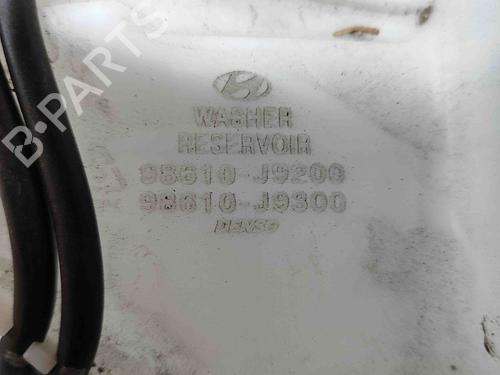 WASHER
RESERVOIR
98610-J9200
98610-J9300
DENSO
B-PARTS